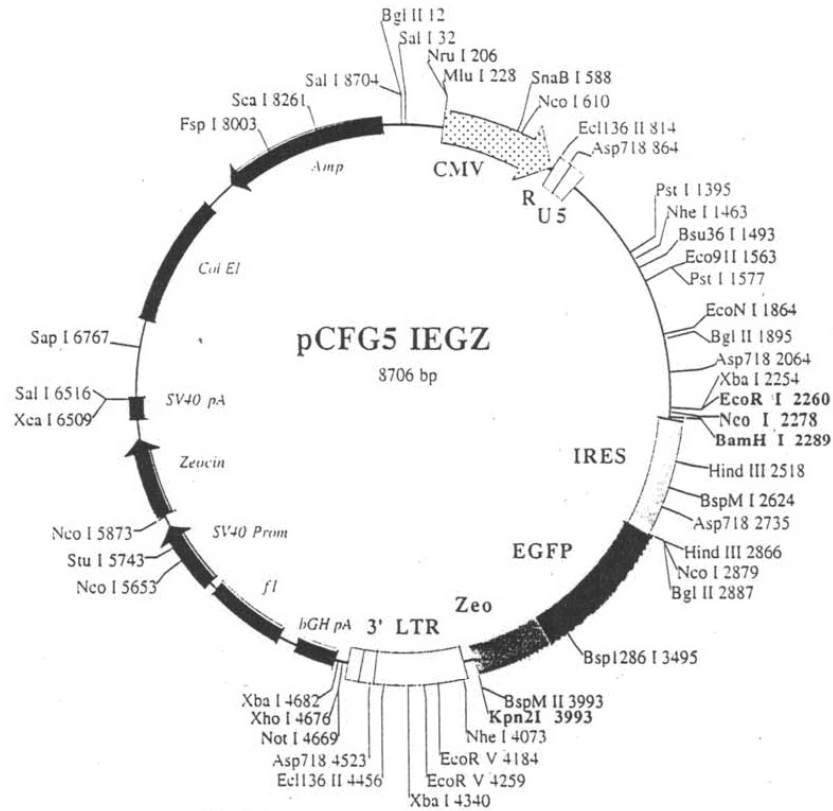 Bgl II 12
Sal I 32
Nru I 206
Mlu I 228
SnaB I 588
Nco I 610
Ecl136 II 814
Asp718 864
Sal I 8704
Sca I 8261
Fsp I 8003
Amp
CMV
R
U 5
Pst I 1395
Nhe I 1463
Bsu36 I 1493
Eco91I 1563
Pst I 1577
Col EI
EcoN I 1864
Bgl II 1895
Asp718 2064
Xba I 2254
EcoR I 2260
Nco I 2278
BamH I 2289
pCFG5 IEGZ
8706 bp
Sap I 6767
Sal I 6516
Xca I 6509
SV40 pA
Zeocin
IRES
Hind III 2518
BspM I 2624
Asp718 2735
Hind III 2866
Nco I 2879
Bgl II 2887
Nco I 5873
Stu I 5743
Nco I 5653
SV40 Prom
EGFP
f1
bGH pA
3' LTR
Zeo
Bsp1286 I 3495
BspM II 3993
Kpn2I 3993
Nhe I 4073
EcoR V 4184
EcoR V 4259
Xba I 4340
Xba I 4682
Xho I 4676
Not I 4669
Asp718 4523
Ecl136 II 4456